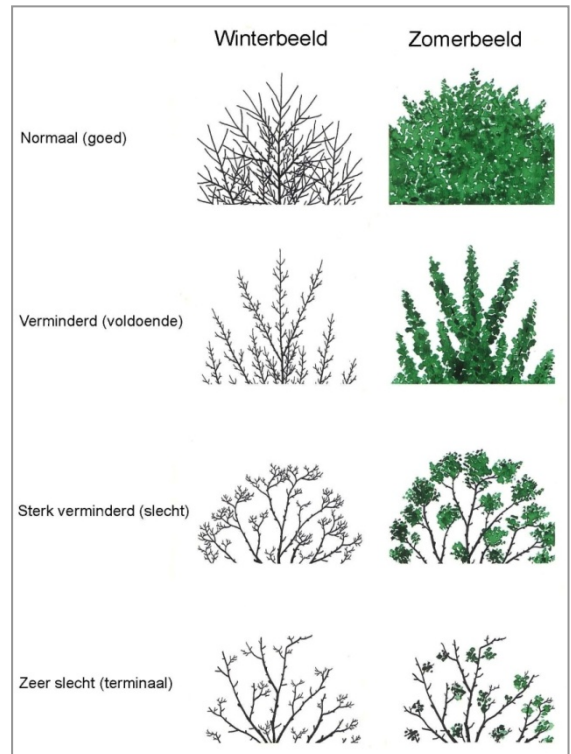 Winterbeeld Zomerbeeld
Normaal (goed)
Verminderd (voldoende)
Sterk verminderd (slecht)
Zeer slecht (terminaal)